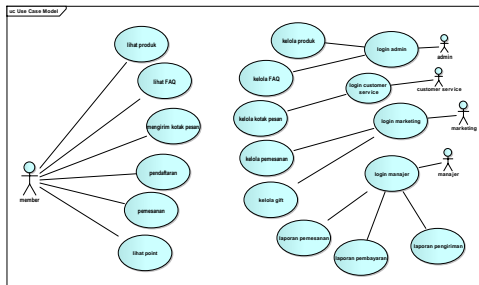 uc Use Case Model
lihat produk
lihat FAQ
mengirim kotak pesan
pendaftaran
pemesanan
lihat point
member
kelola produk
kelola FAQ
kelola kotak pesan
kelola pemesanan
kelola gift
login admin
admin
login customer
service
customer service
login marketing
marketing
login manajer
manajer
laporan pemesanan
laporan pembayaran
laporan pengiriman